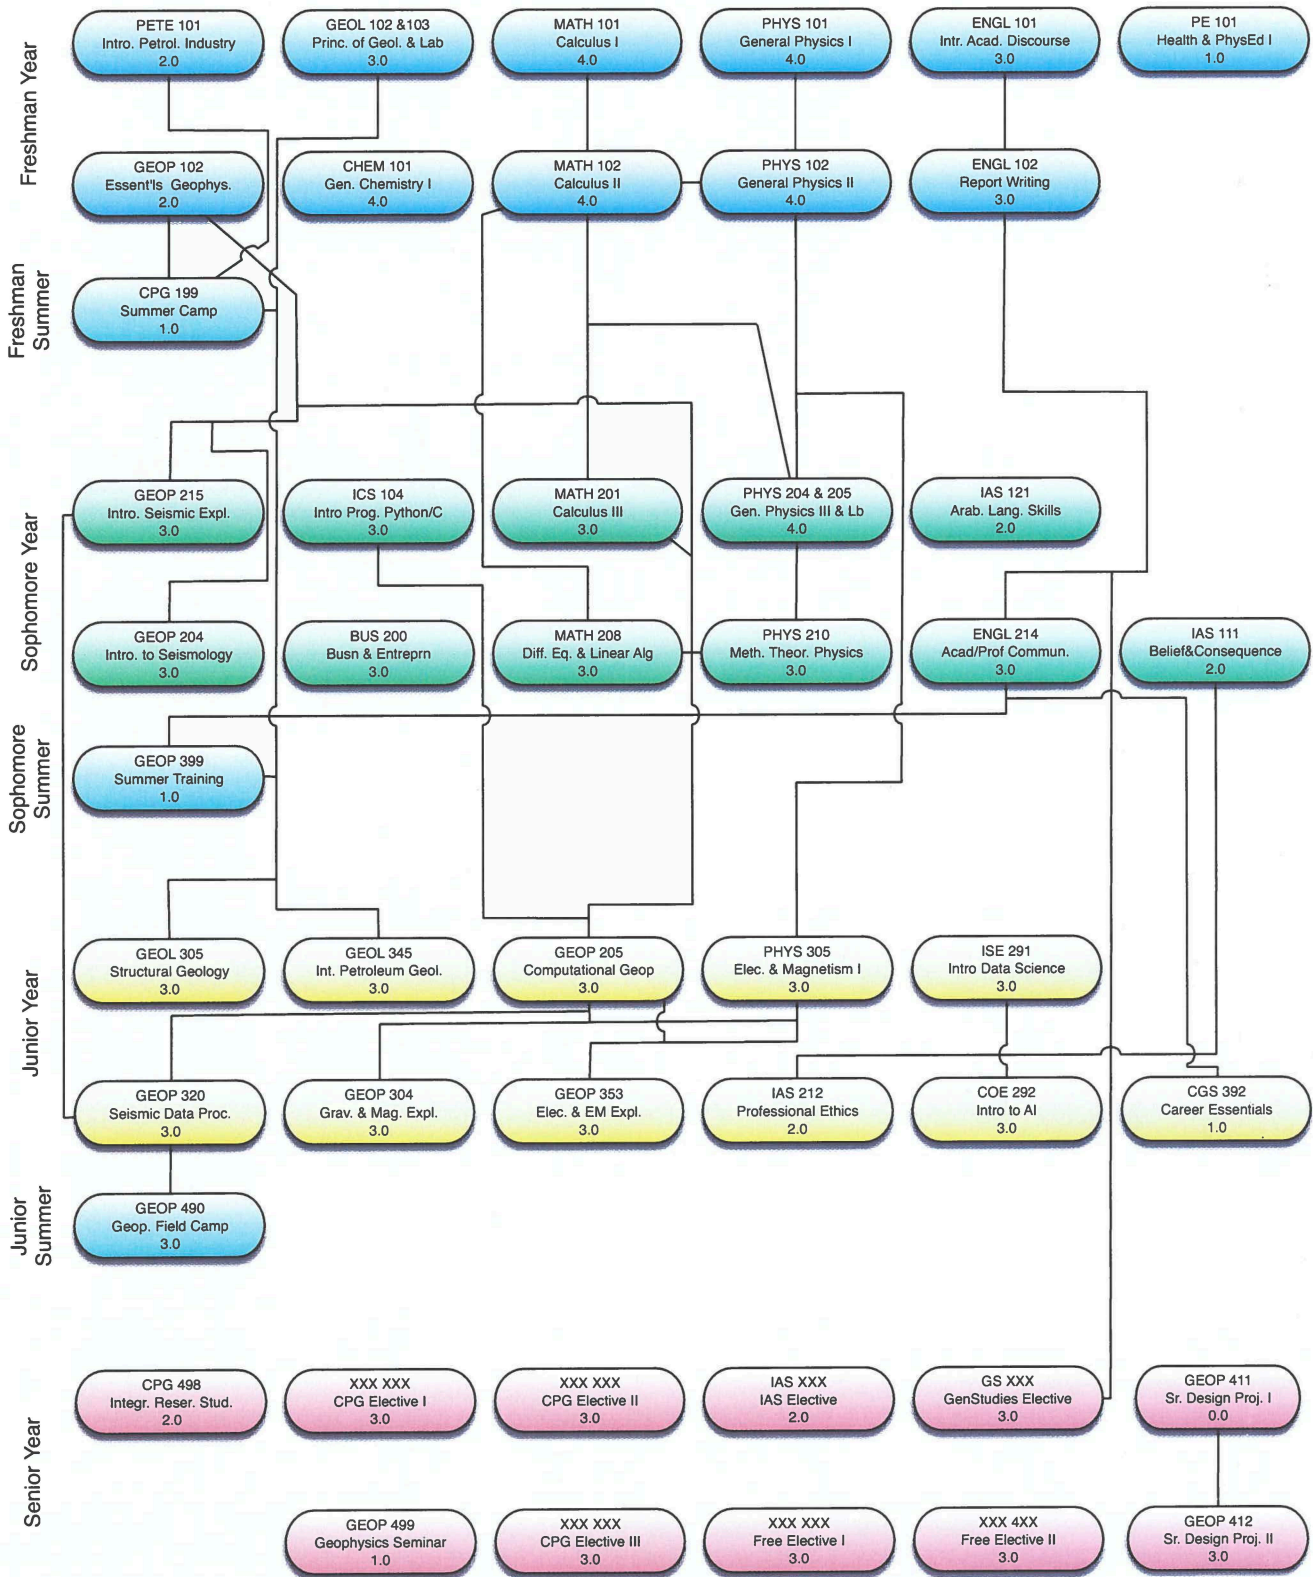 Freshman Year
PETE 101
Intro. Petrol. Industry
2.0
GEOL 102 &103
Princ. of Geol. & Lab
3.0
MATH 101
Calculus I
4.0
PHYS 101
General Physics I
4.0
ENGL 101
Intr. Acad. Discourse
3.0
PE 101
Health & PhysEd I
1.0
GEOP 102
Essent'ls Geophys.
2.0
CHEM 101
Gen. Chemistry I
4.0
MATH 102
Calculus II
4.0
PHYS 102
General Physics II
4.0
ENGL 102
Report Writing
3.0
Freshman
Summer
CPG 199
Summer Camp
1.0
Sophomore Year
GEOP 215
Intro. Seismic Expl.
3.0
ICS 104
Intro Prog. Python/C
3.0
MATH 201
Calculus III
3.0
PHYS 204 & 205
Gen. Physics III & Lb
4.0
IAS 121
Arab. Lang. Skills
2.0
GEOP 204
Intro. to Seismology
3.0
BUS 200
Busn & Entreprn
3.0
MATH 208
Diff. Eq. & Linear Alg
3.0
PHYS 210
Meth. Theor. Physics
3.0
ENGL 214
Acad/Prof Commun.
3.0
IAS 111
Belief&Consequence
2.0
Sophomore
Summer
GEOP 399
Summer Training
1.0
Junior Year
GEOL 305
Structural Geology
3.0
GEOL 345
Int. Petroleum Geol.
3.0
GEOP 205
Computational Geop
3.0
PHYS 305
Elec. & Magnetism I
3.0
ISE 291
Intro Data Science
3.0
GEOP 320
Seismic Data Proc.
3.0
GEOP 304
Grav. & Mag. Expl.
3.0
GEOP 353
Elec. & EM Expl.
3.0
IAS 212
Professional Ethics
2.0
COE 292
Intro to AI
3.0
CGS 392
Career Essentials
1.0
Junior
Summer
GEOP 490
Geop. Field Camp
3.0
Senior Year
CPG 498
Integr. Reser. Stud.
2.0
XXX XXX
CPG Elective I
3.0
XXX XXX
CPG Elective II
3.0
IAS XXX
IAS Elective
2.0
GS XXX
GenStudies Elective
3.0
GEOP 411
Sr. Design Proj. I
0.0
GEOP 499
Geophysics Seminar
1.0
XXX XXX
CPG Elective III
3.0
XXX XXX
Free Elective I
3.0
XXX 4XX
Free Elective II
3.0
GEOP 412
Sr. Design Proj. II
3.0